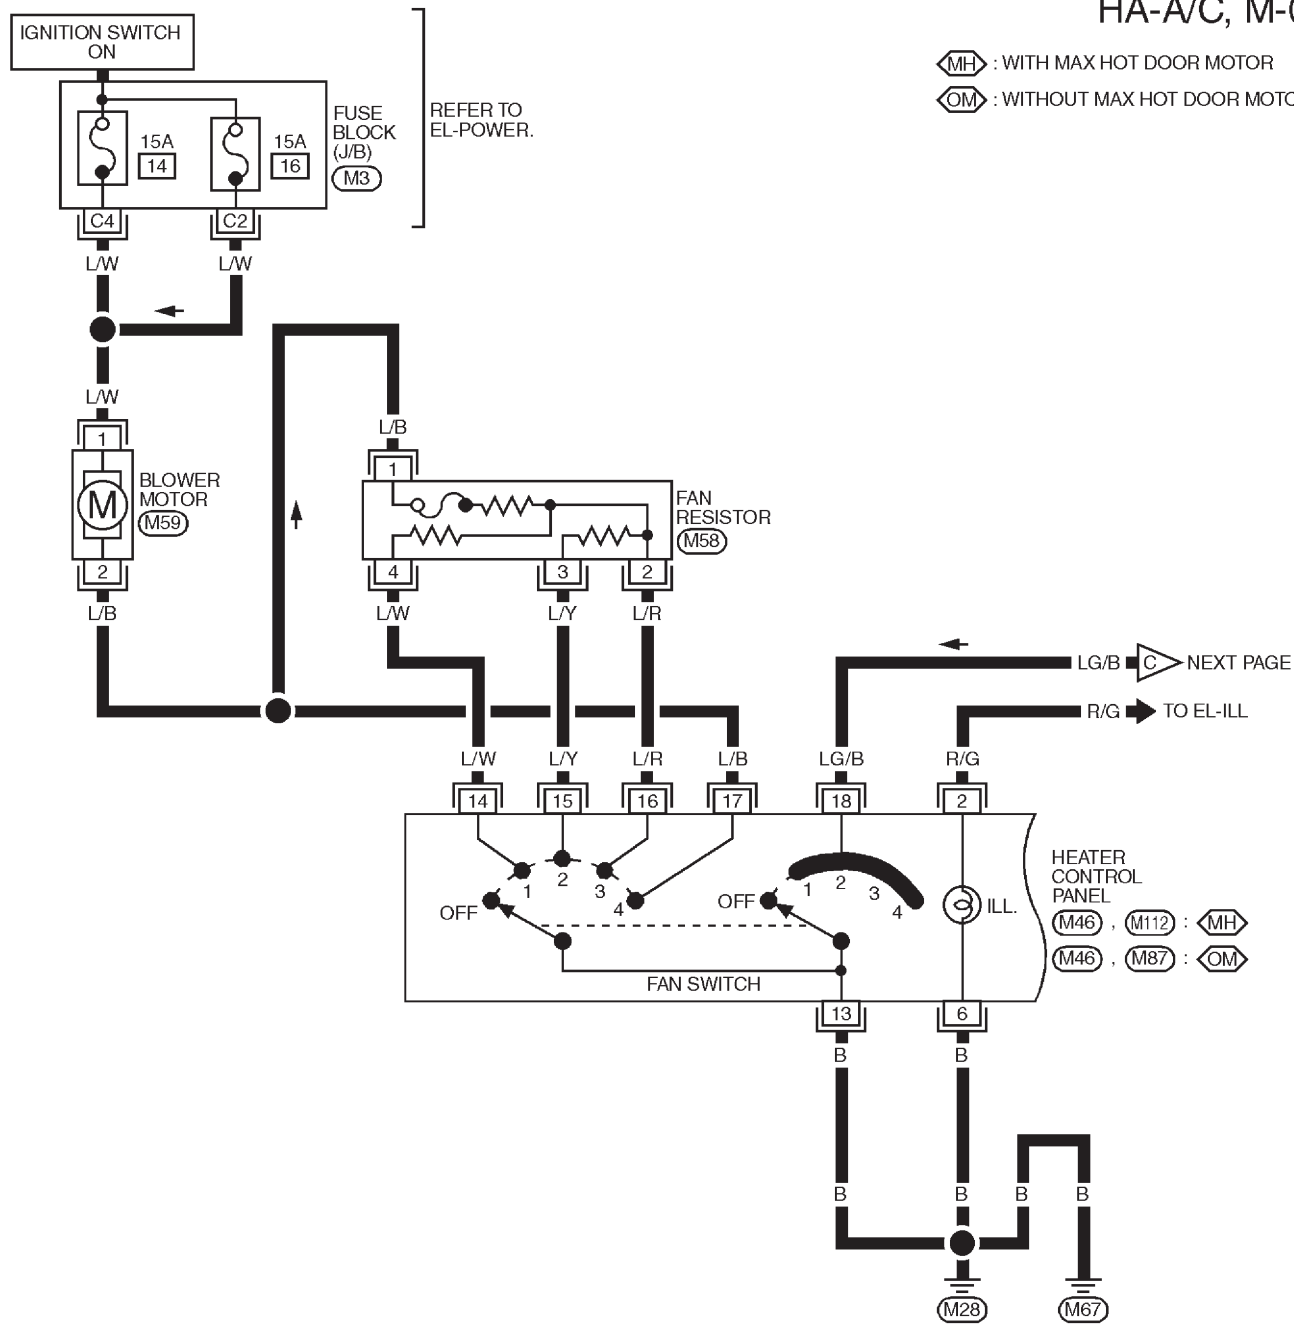 HA-A/C, M-
IGNITION SWITCH
ON
MH : WITH MAX HOT DOOR MOTOR
OM : WITHOUT MAX HOT DOOR
15A
14
15A
16
FUSE
BLOCK
(J/B)
M3
REFER TO
EL-POWER.
C4
C2
L/W
L/W
L/W
1
M
BLOWER
MOTOR
M59
2
L/B
L/B
1
FAN
RESISTOR
M58
4
3
2
L/W
L/Y
L/R
LG/B
C
NEXT PAGE
R/G
TO EL-ILL
L/W
L/Y
L/R
L/B
LG/B
R/G
14
15
16
17
18
2
OFF
1
2
3
4
OFF
1
2
3
4
ILL.
FAN SWITCH
HEATER
CONTROL
PANEL
M46 , M112 : MH
M46 , M87 : OM
13
6
B
B
B
B
B
B
M28
M67